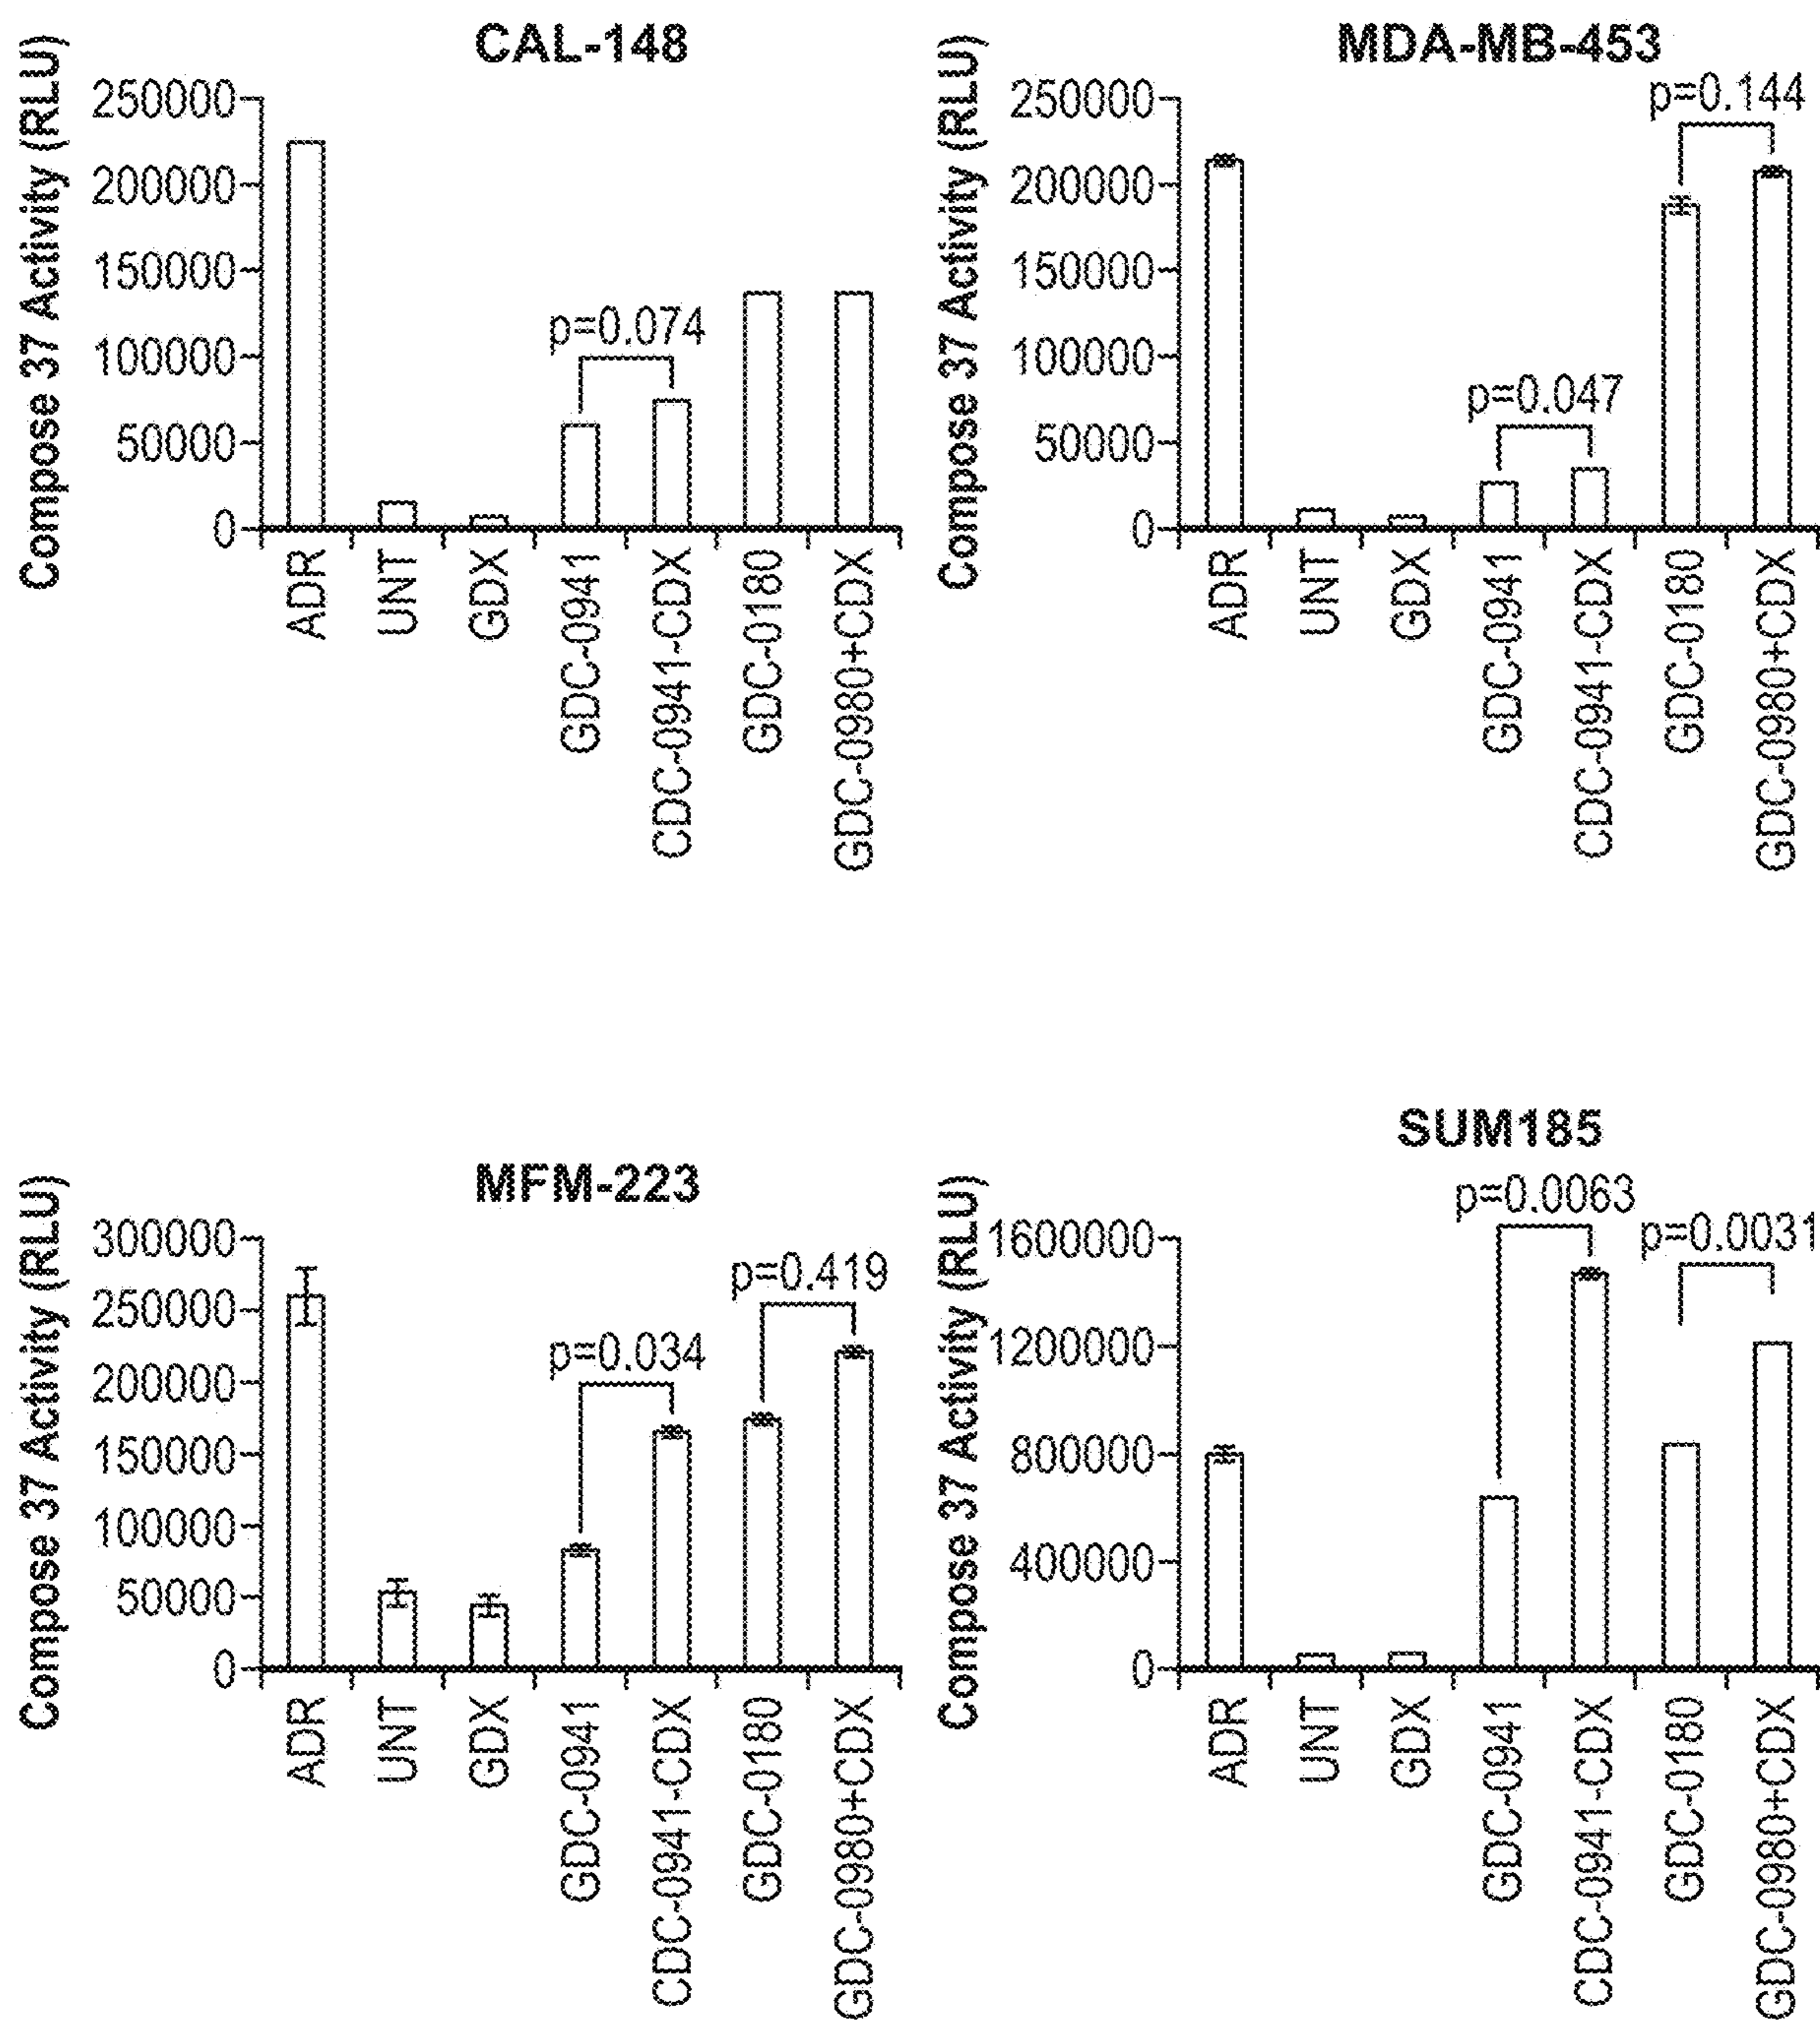 CAL-148
Compose 37 Activity (RLU)
250000
200000
150000
100000
50000
0
p=0.074
ADR
UNT
GDX
GDC-0941
CDC-0941-CDX
GDC-0180
GDC-0980+CDX
MDA-MB-453
Compose 37 Activity (RLU)
250000
200000
150000
100000
50000
0
p=0.047
p=0.144
ADR
UNT
GDX
GDC-0941
CDC-0941-CDX
GDC-0180
GDC-0980+CDX
MFM-223
Compose 37 Activity (RLU)
300000
250000
200000
150000
100000
50000
0
p=0.034
p=0.419
ADR
UNT
GDX
GDC-0941
CDC-0941-CDX
GDC-0180
GDC-0980+CDX
SUM185
Compose 37 Activity (RLU)
1600000
1200000
800000
400000
0
p=0.0063
p=0.0031
ADR
UNT
GDX
GDC-0941
CDC-0941-CDX
GDC-0180
GDC-0980+CDX